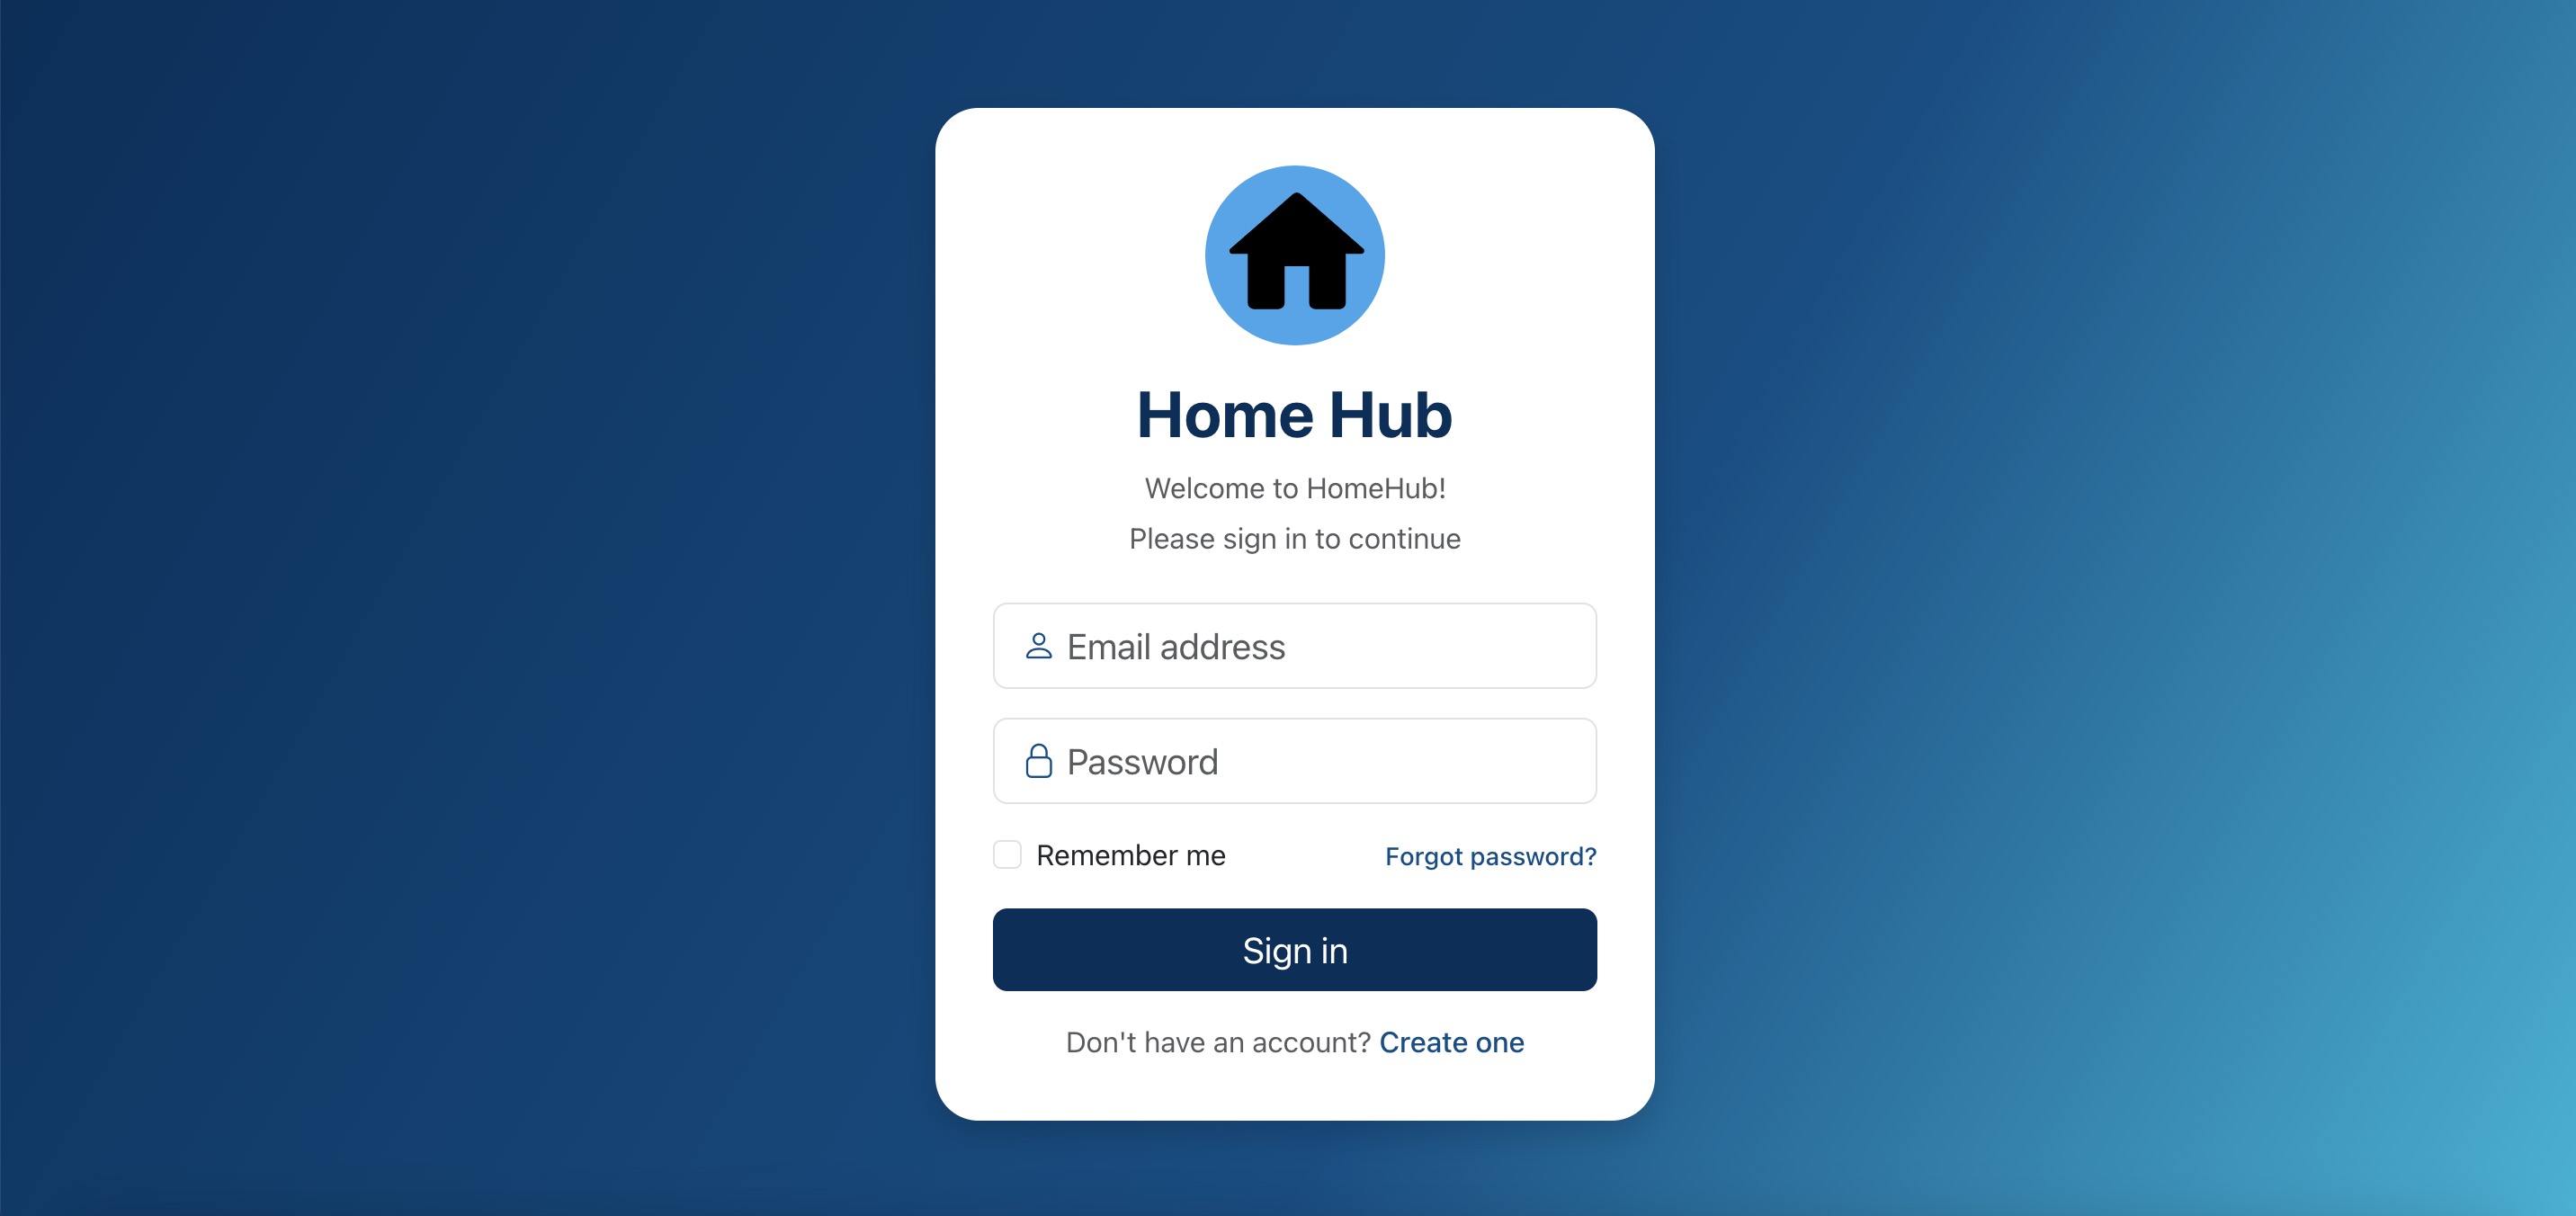 Home Hub
Welcome to HomeHub!
Please sign in to continue
Email address
Password
Remember me
Forgot password?
Sign in
Don't have an account? Create one